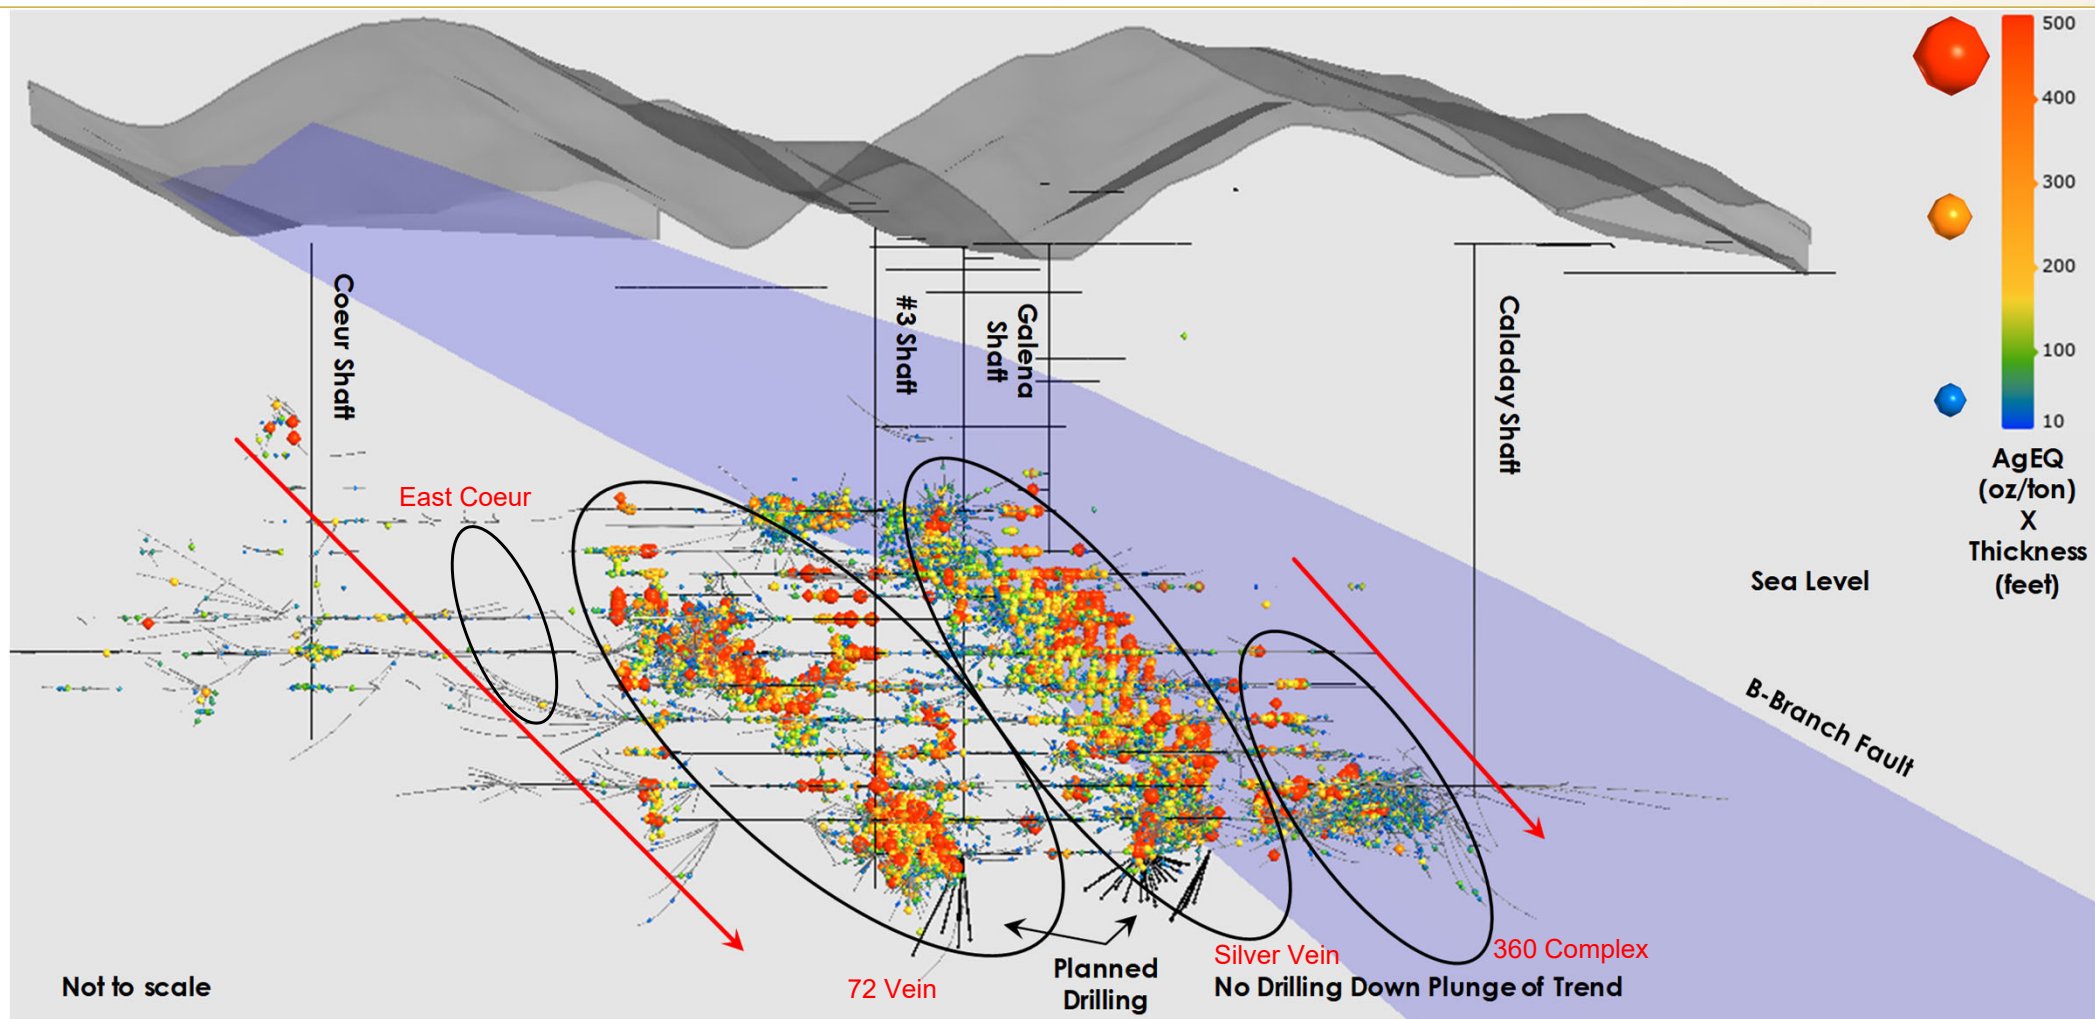 500
400
300
200
100
10
AgEQ
(oz/ton)
X
Thickness
(feet)
Coeur Shaft
#3 Shaft
Galena
Shaft
Caladay Shaft
East Coeur
Sea Level
B-Branch Fault
72 Vein
Planned
Drilling
Silver Vein
360 Complex
No Drilling Down Plunge of Trend
Not to scale